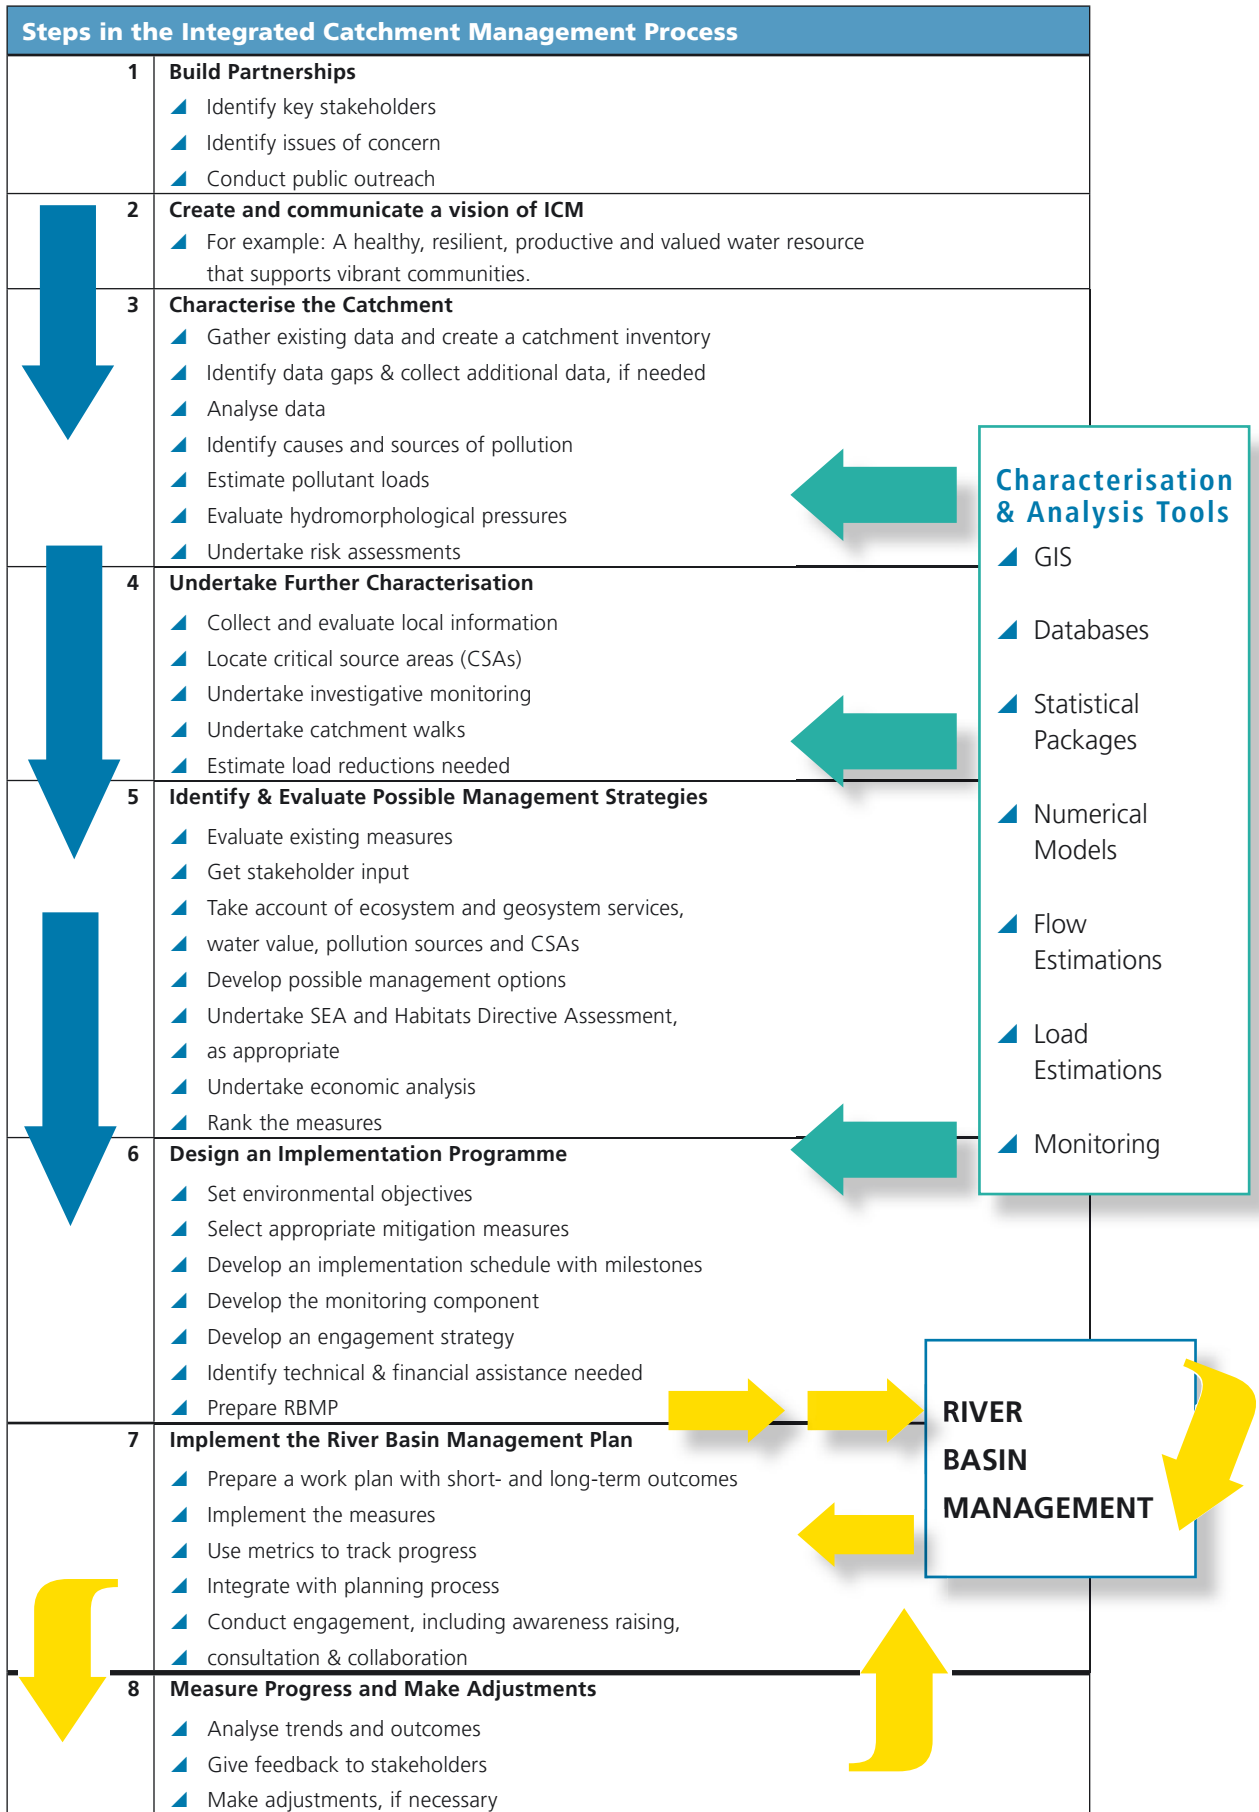 Steps in the Integrated Catchment Management Process
1 Build Partnerships
Identify key stakeholders
Identify issues of concern
Conduct public outreach
2 Create and communicate a vision of ICM
For example: A healthy, resilient, productive and valued water resource
that supports vibrant communities.
3 Characterise the Catchment
Gather existing data and create a catchment inventory
Identify data gaps & collect additional data, if needed
Analyse data
Identify causes and sources of pollution
Estimate pollutant loads
Evaluate hydromorphological pressures
Undertake risk assessments
4 Undertake Further Characterisation
Collect and evaluate local information
Locate critical source areas (CSAs)
Undertake investigative monitoring
Undertake catchment walks
Estimate load reductions needed
5 Identify & Evaluate Possible Management Strategies
Evaluate existing measures
Get stakeholder input
Take account of ecosystem and geosystem services,
water value, pollution sources and CSAs
Develop possible management options
Undertake SEA and Habitats Directive Assessment,
as appropriate
Undertake economic analysis
Rank the measures
6 Design an Implementation Programme
Set environmental objectives
Select appropriate mitigation measures
Develop an implementation schedule with milestones
Develop the monitoring component
Develop an engagement strategy
Identify technical & financial assistance needed
Prepare RBMP
7 Implement the River Basin Management Plan
Prepare a work plan with short- and long-term outcomes
Implement the measures
Use metrics to track progress
Integrate with planning process
Conduct engagement, including awareness raising,
consultation & collaboration
8 Measure Progress and Make Adjustments
Analyse trends and outcomes
Give feedback to stakeholders
Make adjustments, if necessary
Characterisation
& Analysis Tools
GIS
Databases
Statistical
Packages
Numerical
Models
Flow
Estimations
Load
Estimations
Monitoring
RIVER
BASIN
MANAGEMENT